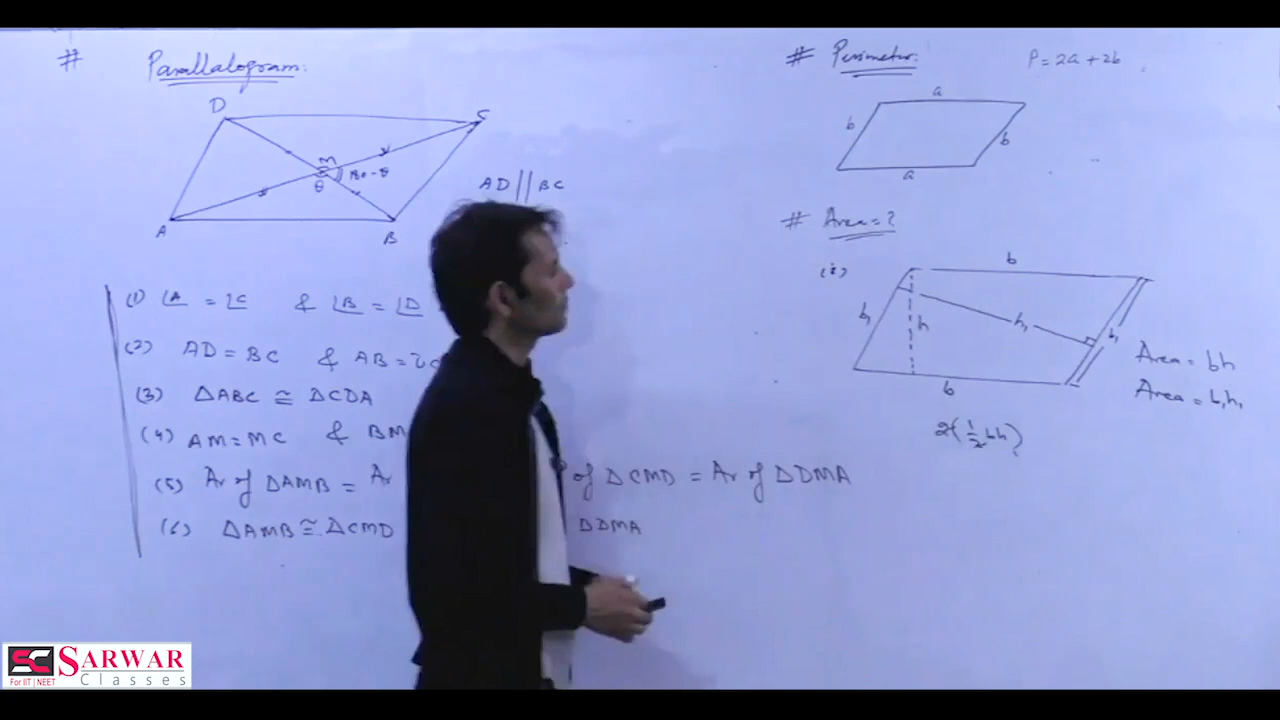 # Parallalogram:
D
C
M
θ
180-θ
A
B
AD || BC
(1) ∠A = ∠C & ∠B = ∠D
(2) AD = BC & AB =
(3) ΔABC ≅ ΔCDA
(4) AM = MC & BM
(5) Ar of ΔAMB = Ar of ΔCMD = Ar of ΔDMA
(6) ΔAMB ≅ ΔCMD ΔDMA
# Perimeter: P = 2a + 2b
a
b
b
a
# Area = ?
(i)
b
b₁
h
h₁
b₁
b
Area = bh
Area = b₁h₁
2(½bh)
SC SARWAR
For IIT | NEET Classes